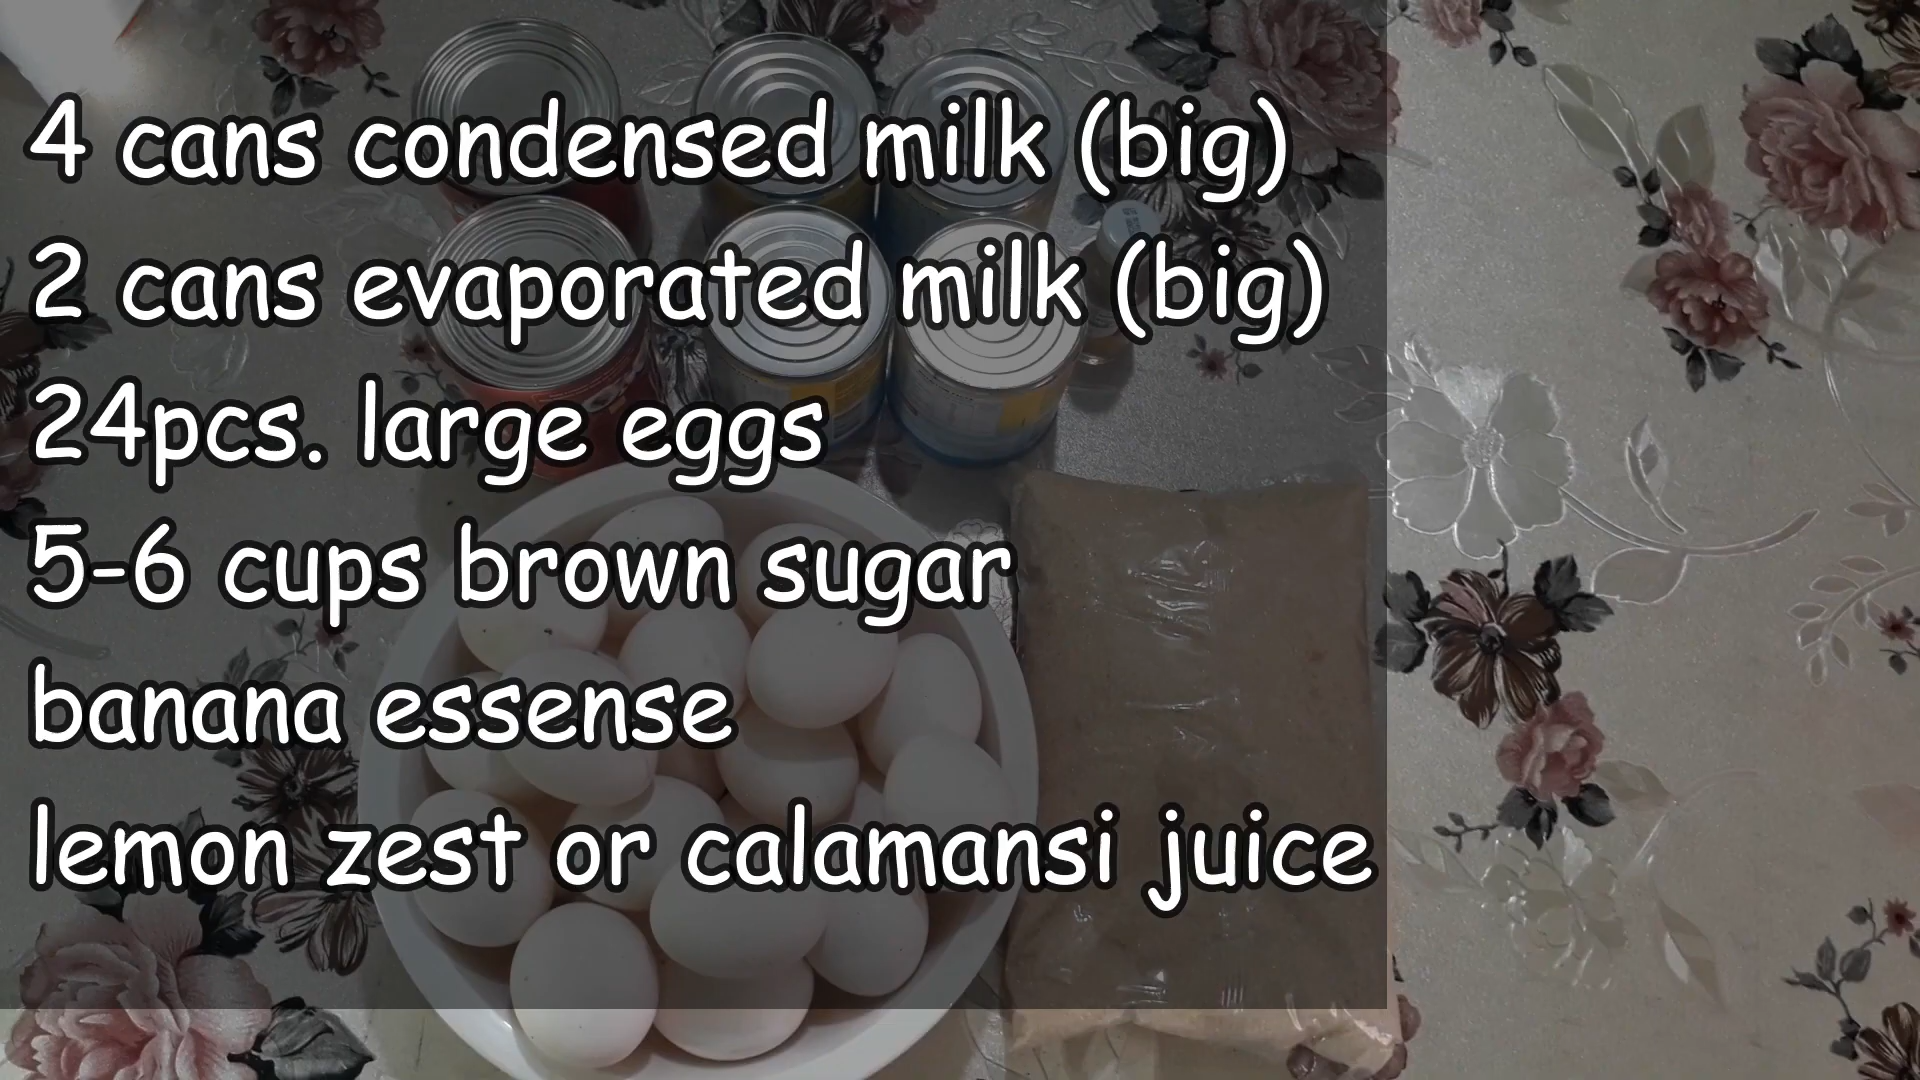 4 cans condensed milk (big)
2 cans evaporated milk (big)
24pcs. large eggs
5-6 cups brown sugar
banana essense
lemon zest or calamansi juice